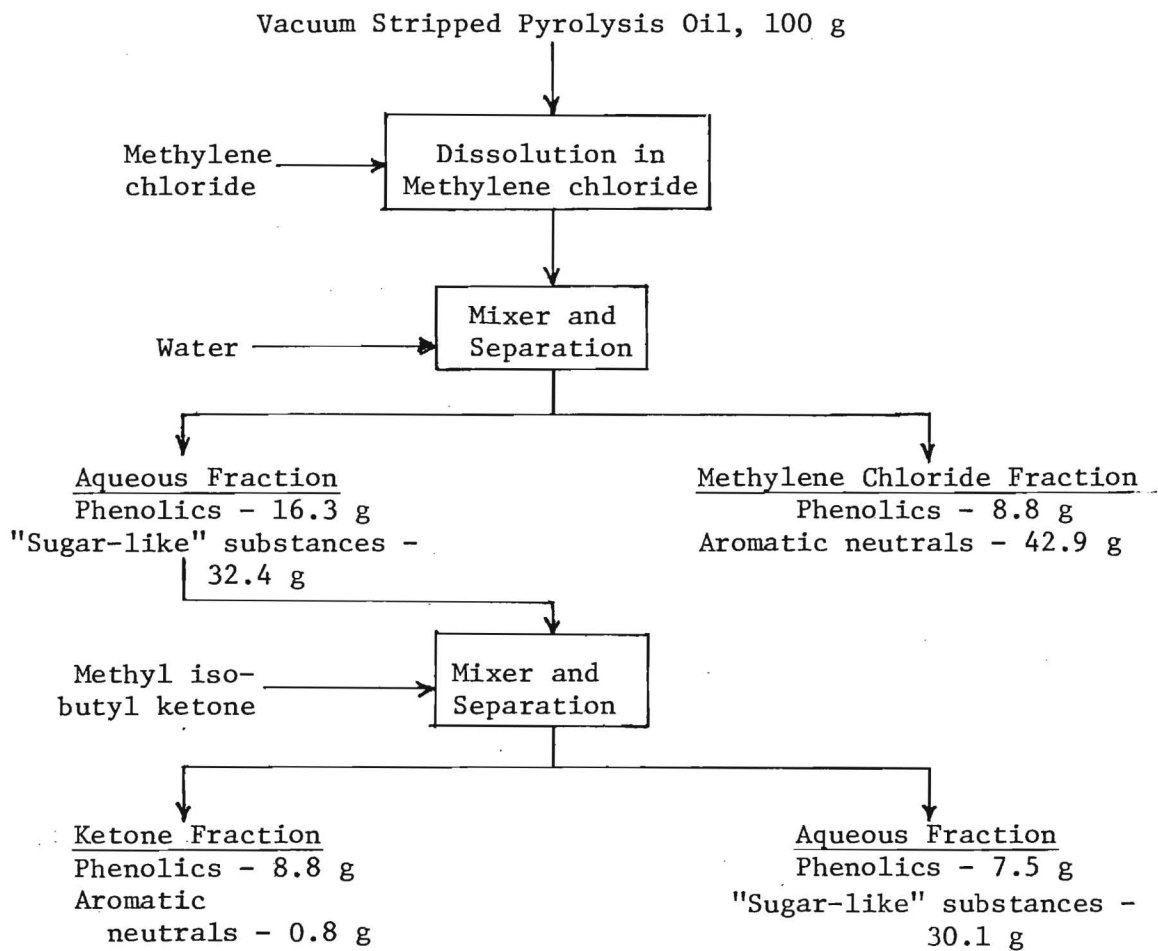 Vacuum Stripped Pyrolysis Oil, 100 g
Methylene
chloride
Dissolution in
Methylene chloride
Water
Mixer and
Separation
Aqueous Fraction
Phenolics - 16.3 g
"Sugar-like" substances -
32.4 g
Methylene Chloride Fraction
Phenolics - 8.8 g
Aromatic neutrals - 42.9 g
Methyl iso-
butyl ketone
Mixer and
Separation
Ketone Fraction
Phenolics - 8.8 g
Aromatic
neutrals - 0.8 g
Aqueous Fraction
Phenolics - 7.5 g
"Sugar-like" substances -
30.1 g